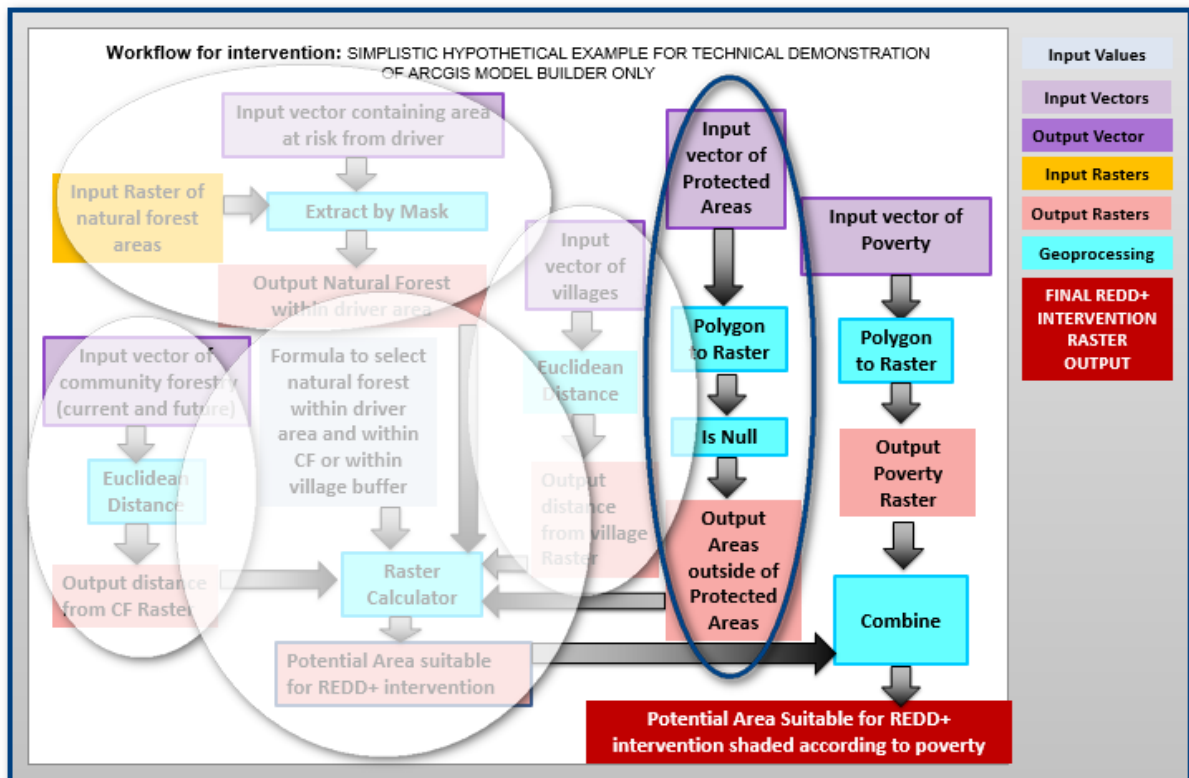 Workflow for intervention: SIMPLISTIC HYPOTHETICAL EXAMPLE FOR TECHNICAL DEMONSTRATION
OF ARCGIS MODEL BUILDER ONLY
Input vector containing area
at risk from driver
Input Raster of
natural forest
areas
Extract by Mask
Output Natural Forest
within driver area
Input vector of
community forestry
(current and future)
Euclidean
Distance
Output distance
from CF Raster
Formula to select
natural forest
within driver
area and within
CF or within
village buffer
Raster
Calculator
Potential Area suitable
for REDD+ intervention
Input
vector of
villages
Euclidean
Distance
Output
distance
from village
Raster
Input
vector of
Protected
Areas
Polygon
to Raster
Is Null
Output
Areas
outside of
Protected
Areas
Input vector of
Poverty
Polygon
to Raster
Output
Poverty
Raster
Combine
Potential Area Suitable for REDD+
intervention shaded according to poverty
Input Values
Input Vectors
Output Vector
Input Rasters
Output Rasters
Geoprocessing
FINAL REDD+
INTERVENTION
RASTER
OUTPUT